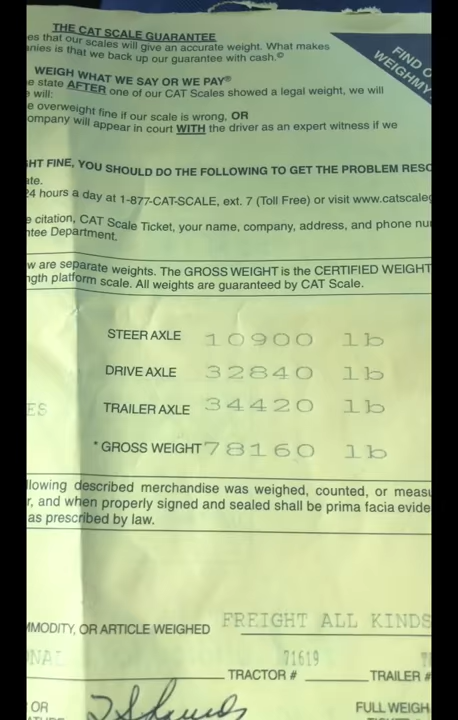 THE CAT SCALE GUARANTEE
es that our scales will give an accurate weight. What makes
anies is that we back up our guarantee with cash.©
FIND O
WEIGHMY
WEIGH WHAT WE SAY OR WE PAY®
e state AFTER one of our CAT Scales showed a legal weight, we will
e will:
e overweight fine if our scale is wrong, OR
ompany will appear in court WITH the driver as an expert witness if we
HT FINE, YOU SHOULD DO THE FOLLOWING TO GET THE PROBLEM RESO
ate.
24 hours a day at 1-877-CAT-SCALE, ext. 7 (Toll Free) or visit www.catscale
e citation, CAT Scale Ticket, your name, company, address, and phone nu
ntee Department.
w are separate weights. The GROSS WEIGHT is the CERTIFIED WEIGHT
ngth platform scale. All weights are guaranteed by CAT Scale.
STEER AXLE 10900 lb
DRIVE AXLE 32840 lb
ES
TRAILER AXLE 34420 lb
* GROSS WEIGHT 78160 lb
llowing described merchandise was weighed, counted, or measu
r, and when properly signed and sealed shall be prima facia evide
as prescribed by law.
MMODITY, OR ARTICLE WEIGHED FREIGHT ALL KINDS
ONAL 71619
TRACTOR # TRAILER #
OR
FULL WEIGH